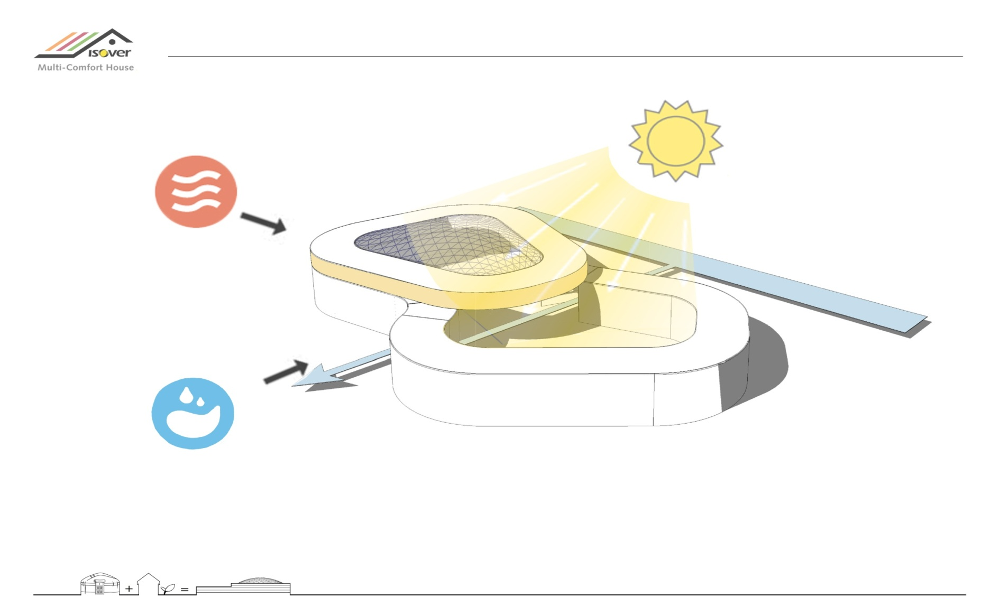 isover
Multi-Comfort House
+ =